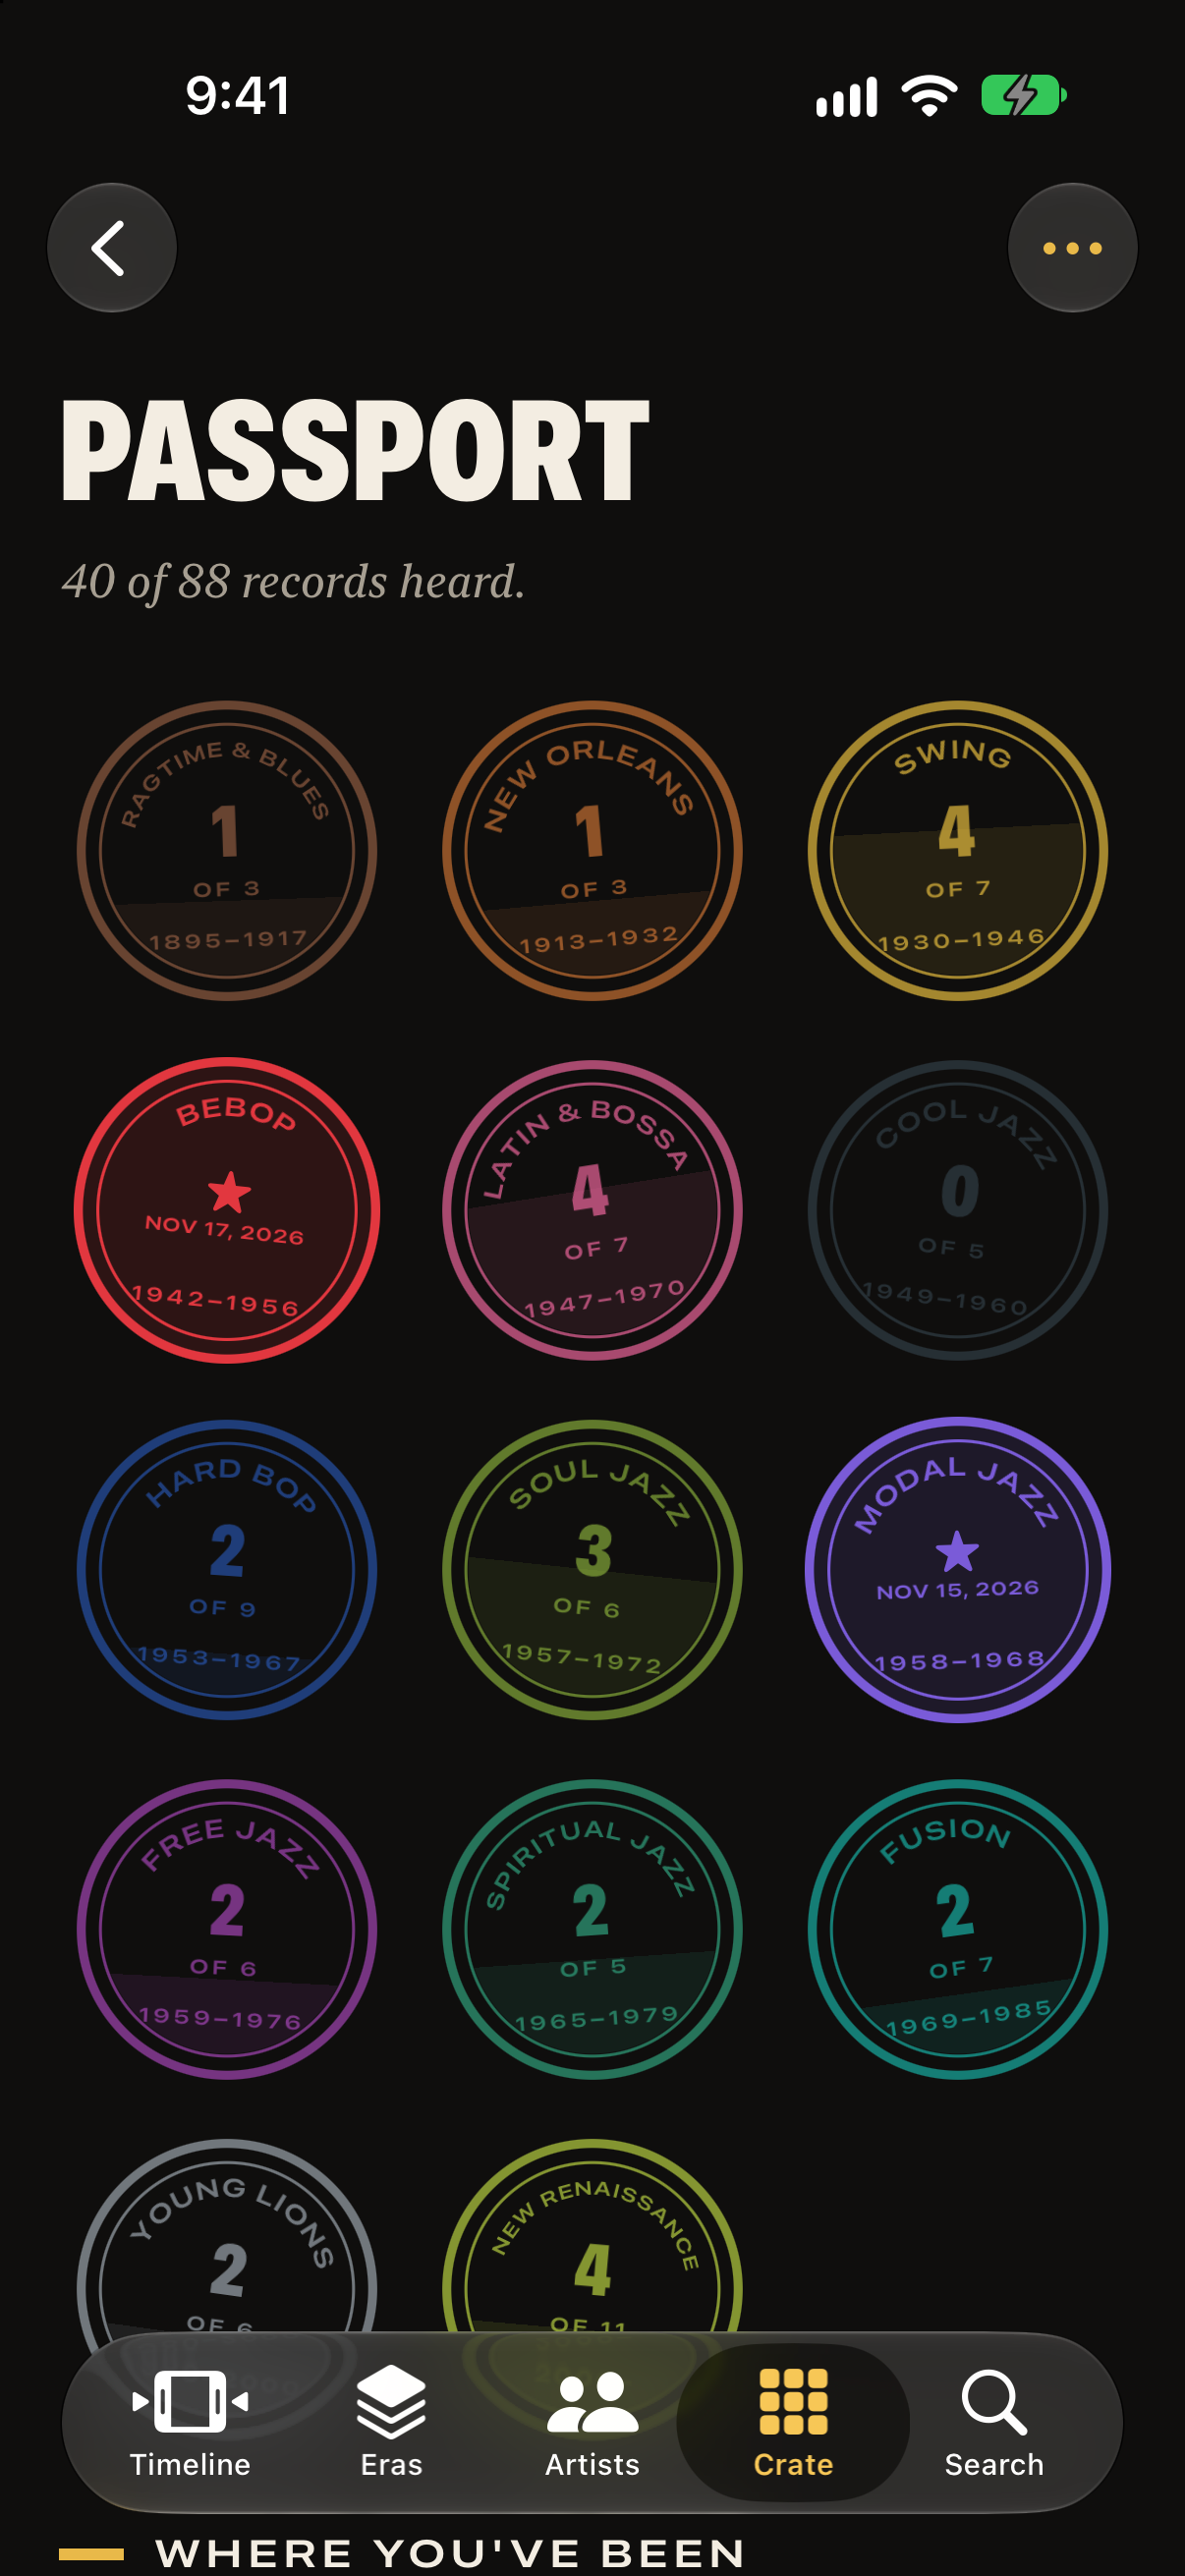 9:41
PASSPORT
40 of 88 records heard.
RAGTIME & BLUES
1
OF 3
1895–1917
NEW ORLEANS
1
OF 3
1913–1932
SWING
4
OF 7
1930–1946
BEBOP
NOV 17, 2026
1942–1956
LATIN & BOSSA
4
OF 7
1947–1970
COOL JAZZ
0
OF 5
1949–1960
HARD BOP
2
OF 9
1953–1967
SOUL JAZZ
3
OF 6
1957–1972
MODAL JAZZ
NOV 15, 2026
1958–1968
FREE JAZZ
2
OF 6
1959–1976
SPIRITUAL JAZZ
2
OF 5
1965–1979
FUSION
2
OF 7
1969–1985
YOUNG LIONS
2
OF 6
NEW RENAISSANCE
4
OF 11
Timeline
Eras
Artists
Crate
Search
WHERE YOU'VE BEEN